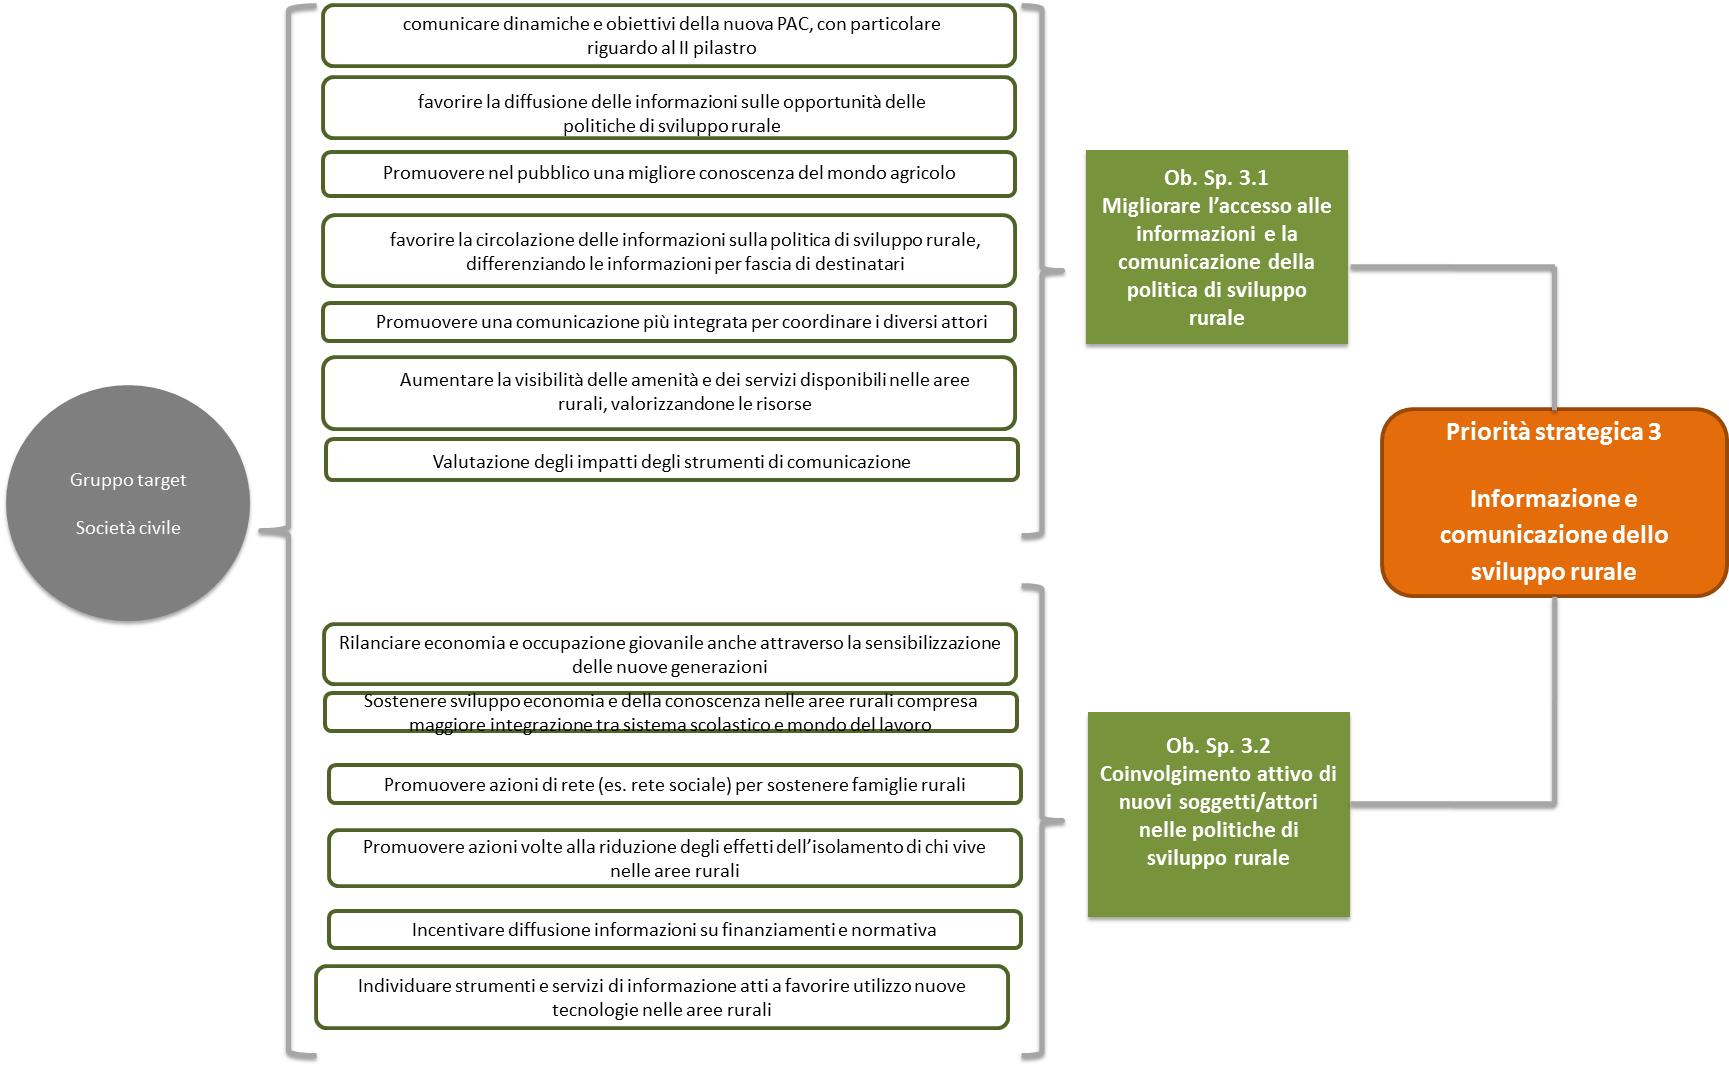 Gruppo target
Società civile
comunicare dinamiche e obiettivi della nuova PAC, con particolare
riguardo al II pilastro
favorire la diffusione delle informazioni sulle opportunità delle
politiche di sviluppo rurale
Promuovere nel pubblico una migliore conoscenza del mondo agricolo
favorire la circolazione delle informazioni sulla politica di sviluppo rurale,
differenziando le informazioni per fascia di destinatari
Promuovere una comunicazione più integrata per coordinare i diversi attori
Aumentare la visibilità delle amenità e dei servizi disponibili nelle aree
rurali, valorizzandone le risorse
Valutazione degli impatti degli strumenti di comunicazione
Rilanciare economia e occupazione giovanile anche attraverso la sensibilizzazione
delle nuove generazioni
Sostenere sviluppo economia e della conoscenza nelle aree rurali compresa
maggiore integrazione tra sistema scolastico e mondo del lavoro
Promuovere azioni di rete (es. rete sociale) per sostenere famiglie rurali
Promuovere azioni volte alla riduzione degli effetti dell’isolamento di chi vive
nelle aree rurali
Incentivare diffusione informazioni su finanziamenti e normativa
Individuare strumenti e servizi di informazione atti a favorire utilizzo nuove
tecnologie nelle aree rurali
Ob. Sp. 3.1
Migliorare l’accesso alle
informazioni e la
comunicazione della
politica di sviluppo
rurale
Ob. Sp. 3.2
Coinvolgimento attivo di
nuovi soggetti/attori
nelle politiche di
sviluppo rurale
Priorità strategica 3
Informazione e
comunicazione dello
sviluppo rurale